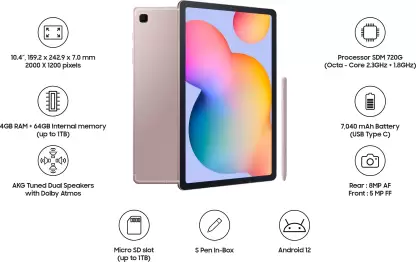 10.4", 159.2 x 242.9 x 7.0 mm
2000 X 1200 pixels
Processor SDM 720G
(Octa - Core 2.3GHz + 1.8GHz)
4GB RAM + 64GB Internal memory
(up to 1TB)
7,040 mAh Battery
(USB Type C)
AKG Tuned Dual Speakers
with Dolby Atmos
Rear : 8MP AF
Front : 5 MP FF
Micro SD slot
(up to 1TB)
S Pen In-Box
Android 12